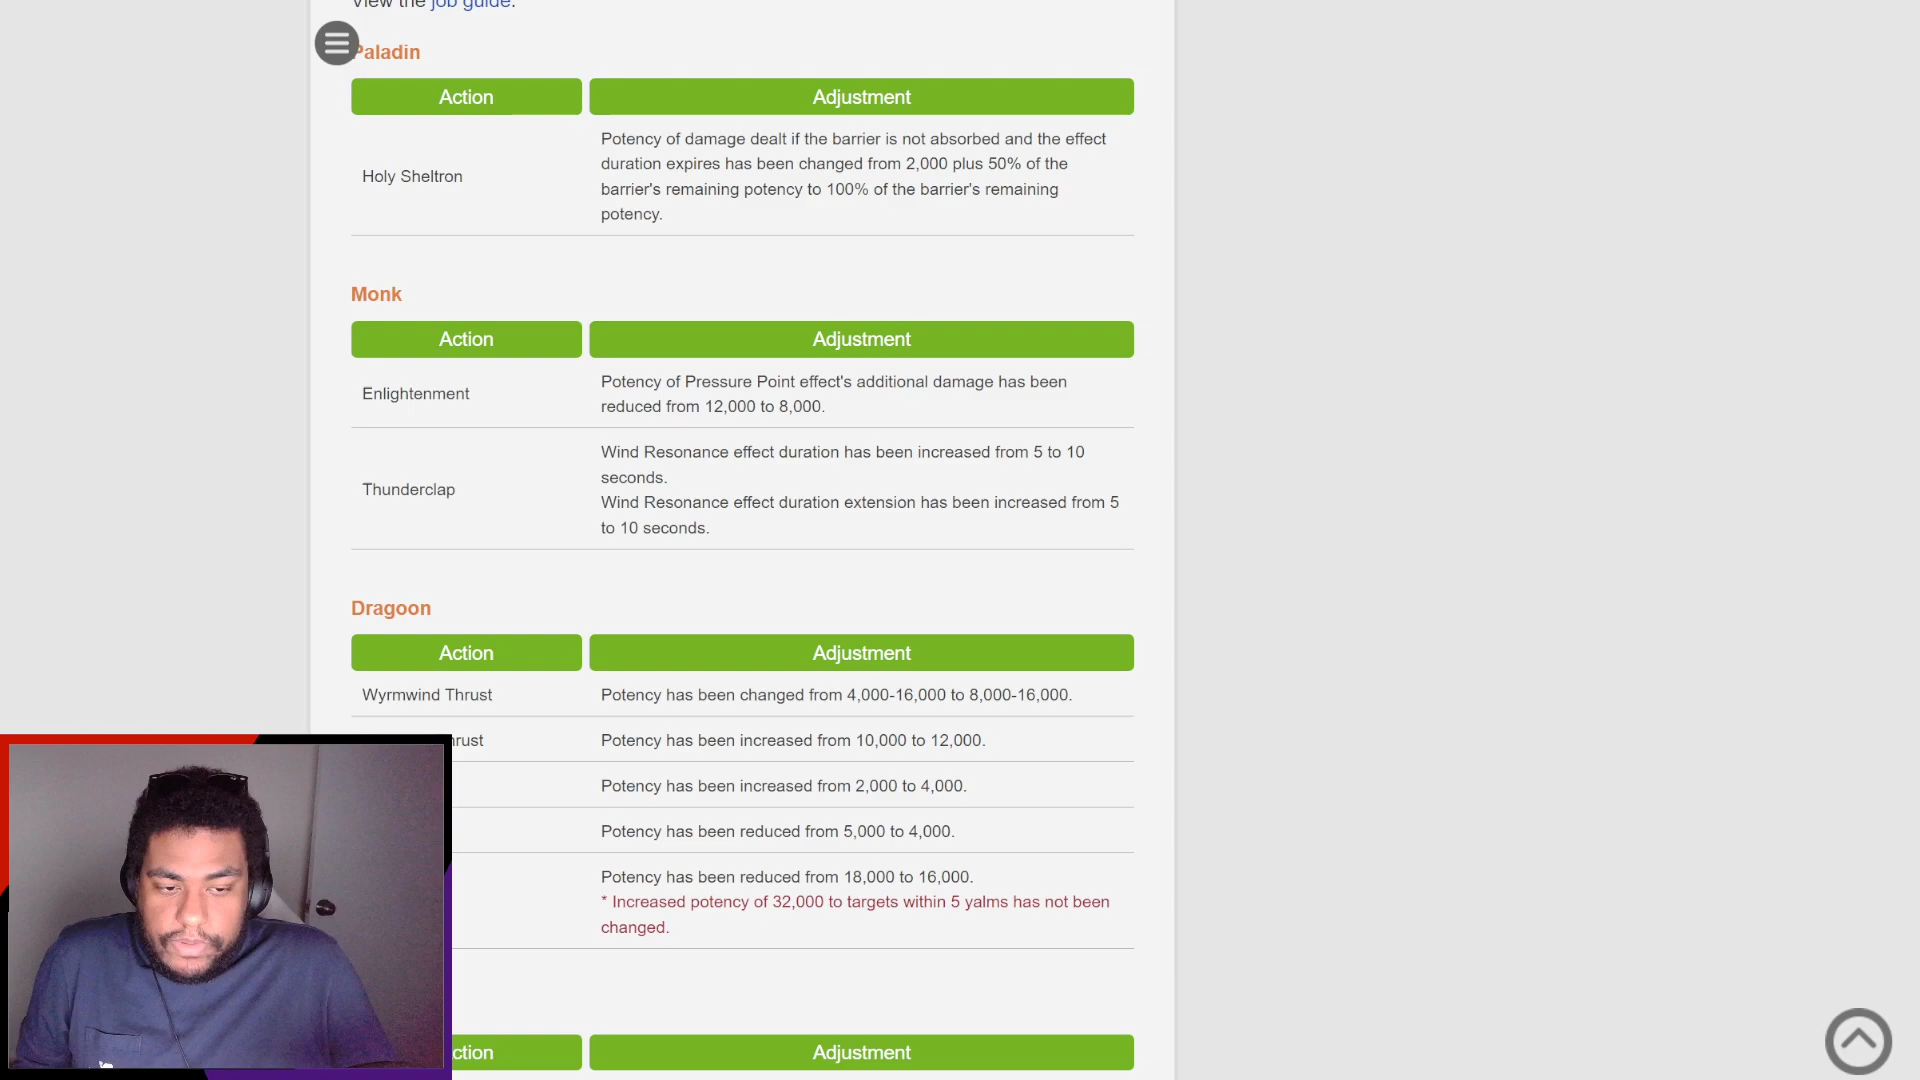 View the job guide.
Paladin
Action Adjustment
Holy Sheltron
Potency of damage dealt if the barrier is not absorbed and the effect
duration expires has been changed from 2,000 plus 50% of the
barrier's remaining potency to 100% of the barrier's remaining
potency.
Monk
Action Adjustment
Enlightenment
Potency of Pressure Point effect's additional damage has been
reduced from 12,000 to 8,000.
Thunderclap
Wind Resonance effect duration has been increased from 5 to 10
seconds.
Wind Resonance effect duration extension has been increased from 5
to 10 seconds.
Dragoon
Action Adjustment
Wyrmwind Thrust Potency has been changed from 4,000-16,000 to 8,000-16,000.
Potency has been increased from 10,000 to 12,000.
Potency has been increased from 2,000 to 4,000.
Potency has been reduced from 5,000 to 4,000.
Potency has been reduced from 18,000 to 16,000.
* Increased potency of 32,000 to targets within 5 yalms has not been
changed.
Adjustment